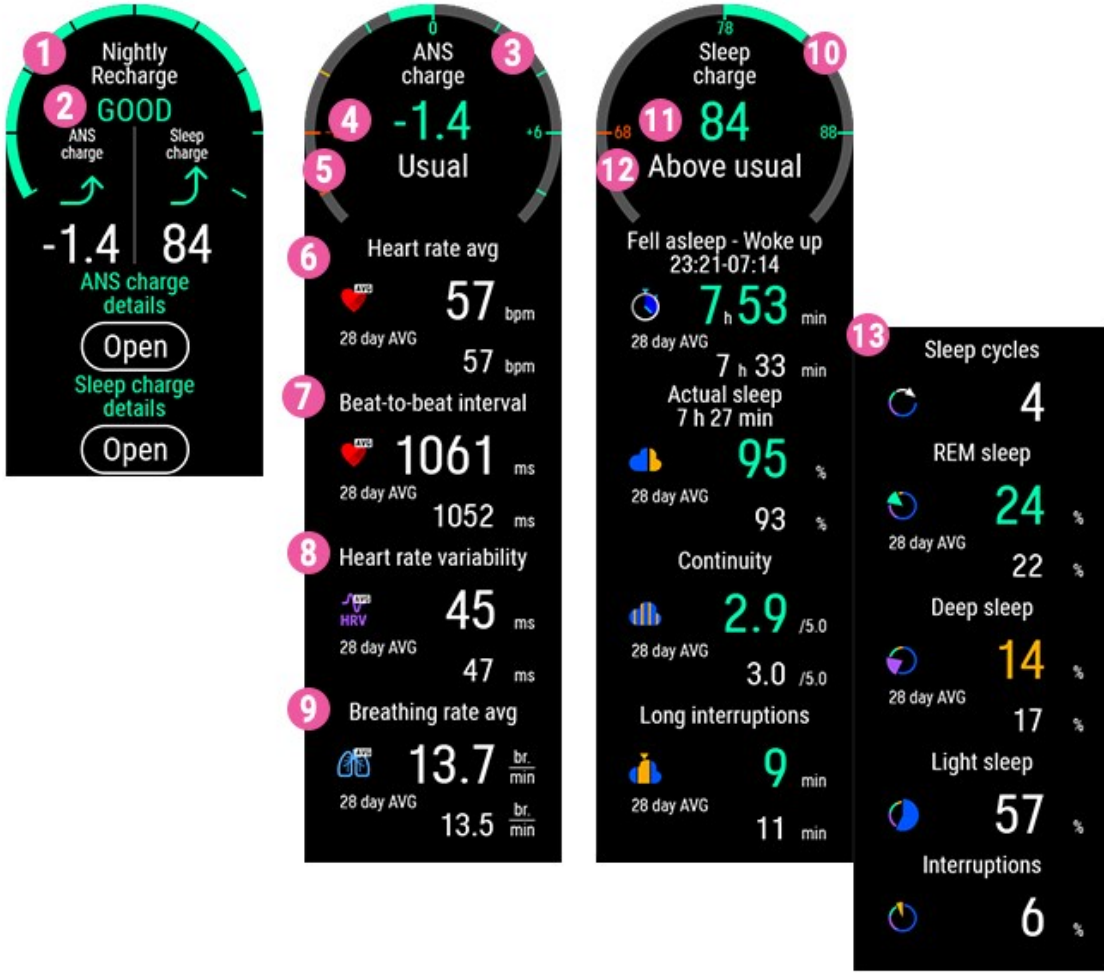 1
Nightly
Recharge
2
GOOD
ANS
charge
Sleep
charge
-1.4
84
ANS charge
details
Open
Sleep charge
details
Open
0
ANS
charge
3
4
-1.4
+6
5
Usual
6
Heart rate avg
AVG
57 bpm
28 day AVG
57 bpm
7
Beat-to-beat interval
AVG
1061 ms
28 day AVG
1052 ms
8
Heart rate variability
AVG
HRV
45 ms
28 day AVG
47 ms
9
Breathing rate avg
AVG
13.7 br.
min
28 day AVG
13.5 br.
min
78
Sleep
charge
10
68
11
84
88
12
Above usual
Fell asleep - Woke up
23:21-07:14
7 h 53 min
28 day AVG
7 h 33 min
Actual sleep
7 h 27 min
95 %
28 day AVG
93 %
Continuity
2.9 /5.0
28 day AVG
3.0 /5.0
Long interruptions
9 min
28 day AVG
11 min
13
Sleep cycles
4
REM sleep
24 %
28 day AVG
22 %
Deep sleep
14 %
28 day AVG
17 %
Light sleep
57 %
Interruptions
6 %